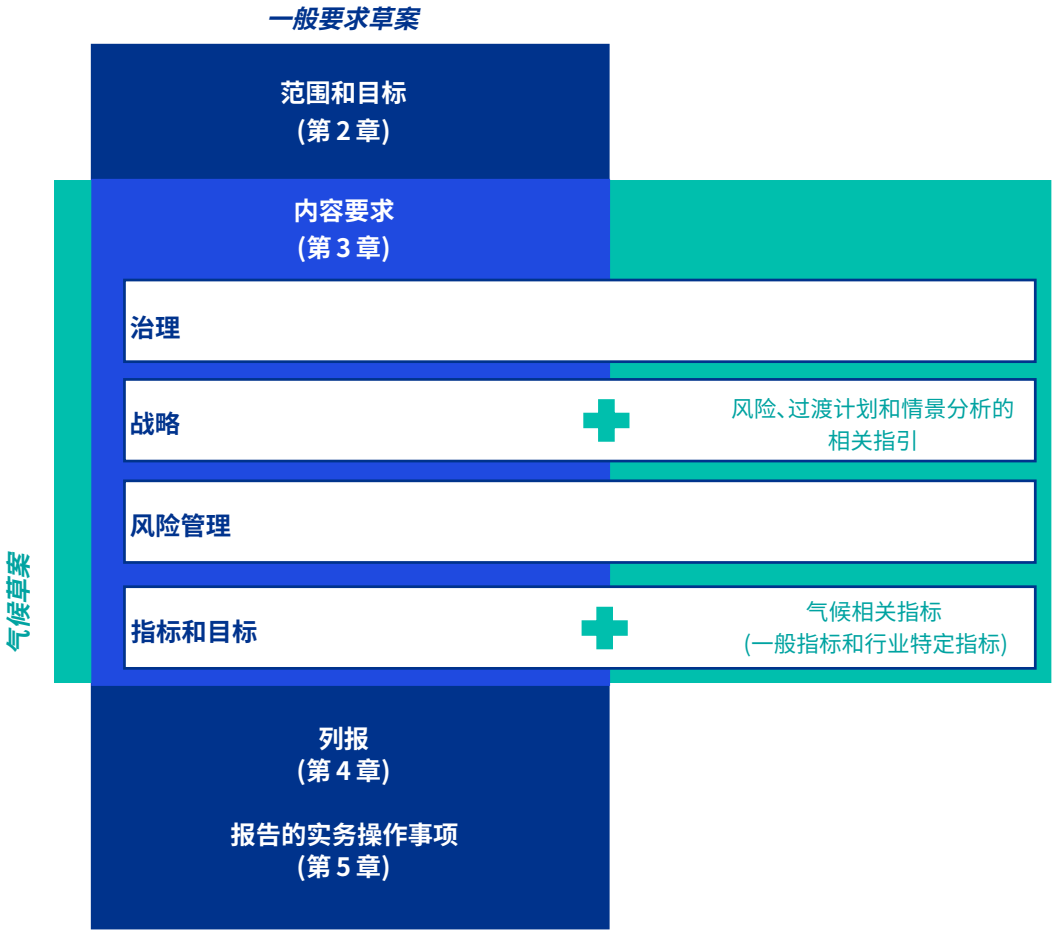 一般要求草案
范围和目标
(第 2 章)
内容要求
(第 3 章)
治理
战略
风险、过渡计划和情景分析的
相关指引
风险管理
气候草案
指标和目标
气候相关指标
(一般指标和行业特定指标)
列报
(第 4 章)
报告的实务操作事项
(第 5 章)